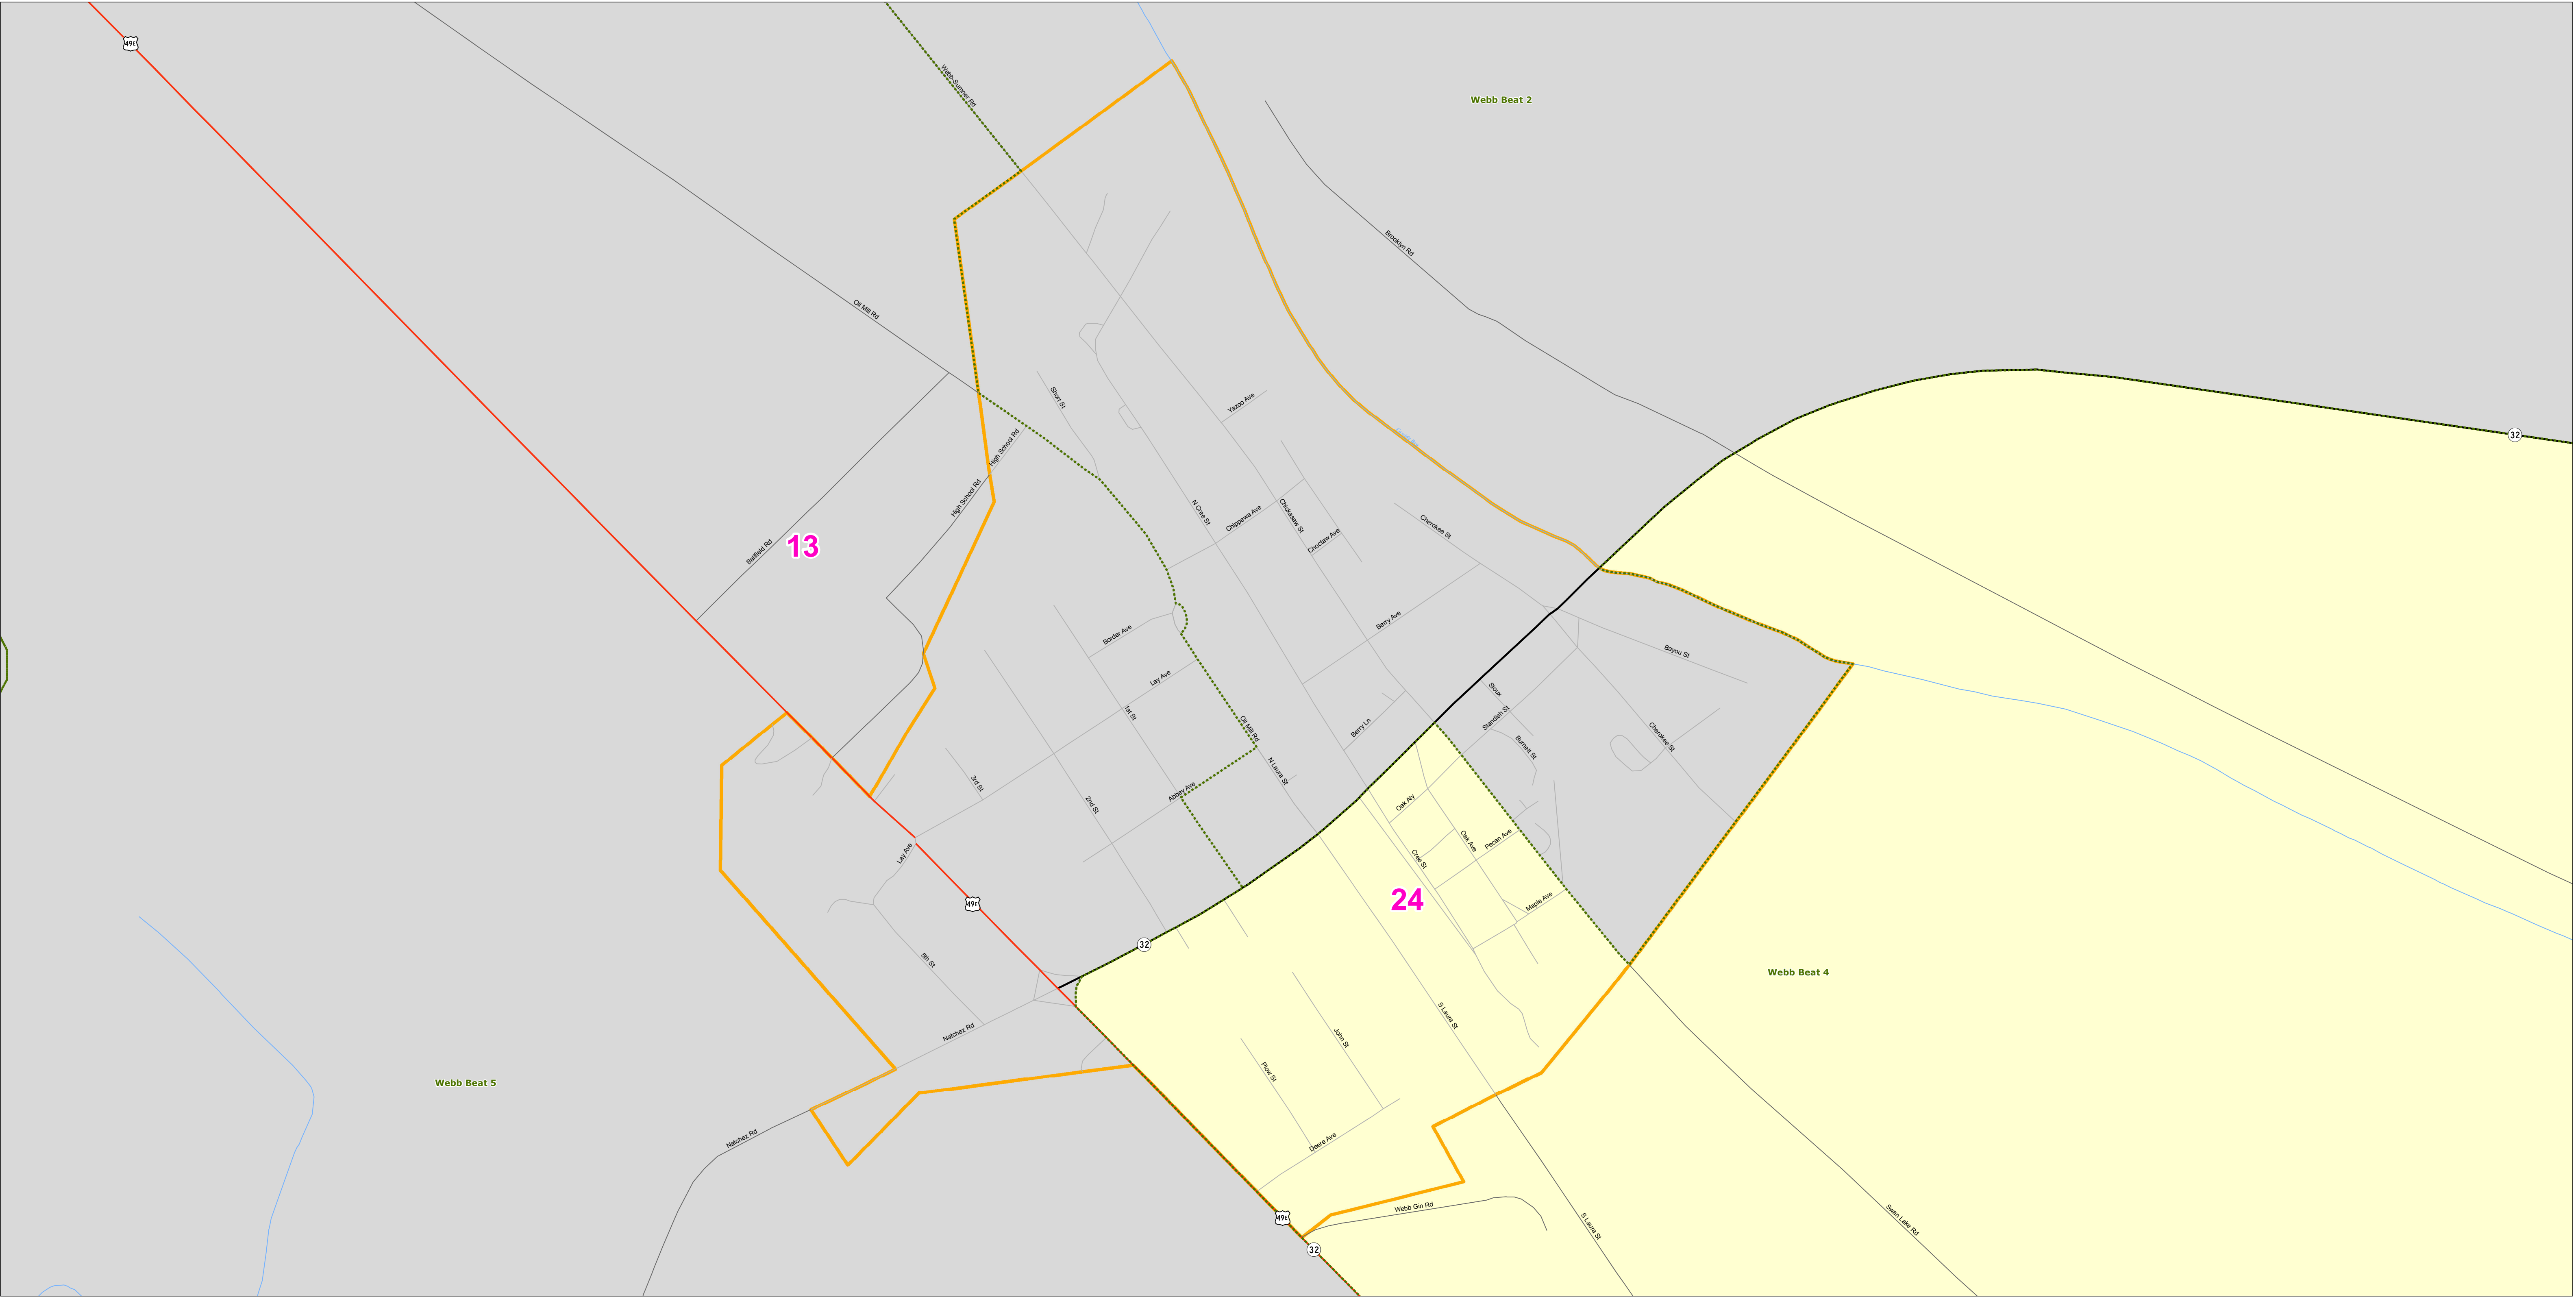 49E
Webb Sumner Rd
Webb Beat 2
Brooklyn Rd
Oil Mill Rd
Short St
Yazoo Ave
32
High School Rd
High School Rd
N Cree St
Chippewa Ave
Chickasaw St
Choctaw Ave
Cherokee St
Ballfield Rd
13
Border Ave
Berry Ave
Bayou St
Lay Ave
Sioux
1st St
Oil Mill Rd
Berry Ln
Standish St
Burnett St
Cherokee St
N Laura St
3rd St
Abbey Ave
2nd St
Oak Aly
Oak Ave
Pecan Ave
Lay Ave
Cree St
24
49E
Maple Ave
32
5th St
Webb Beat 4
Natchez Rd
S Laura St
John St
Plow St
Webb Beat 5
Natchez Rd
Deere Ave
Webb Gin Rd
49E
S Laura St
Swan Lake Rd
32